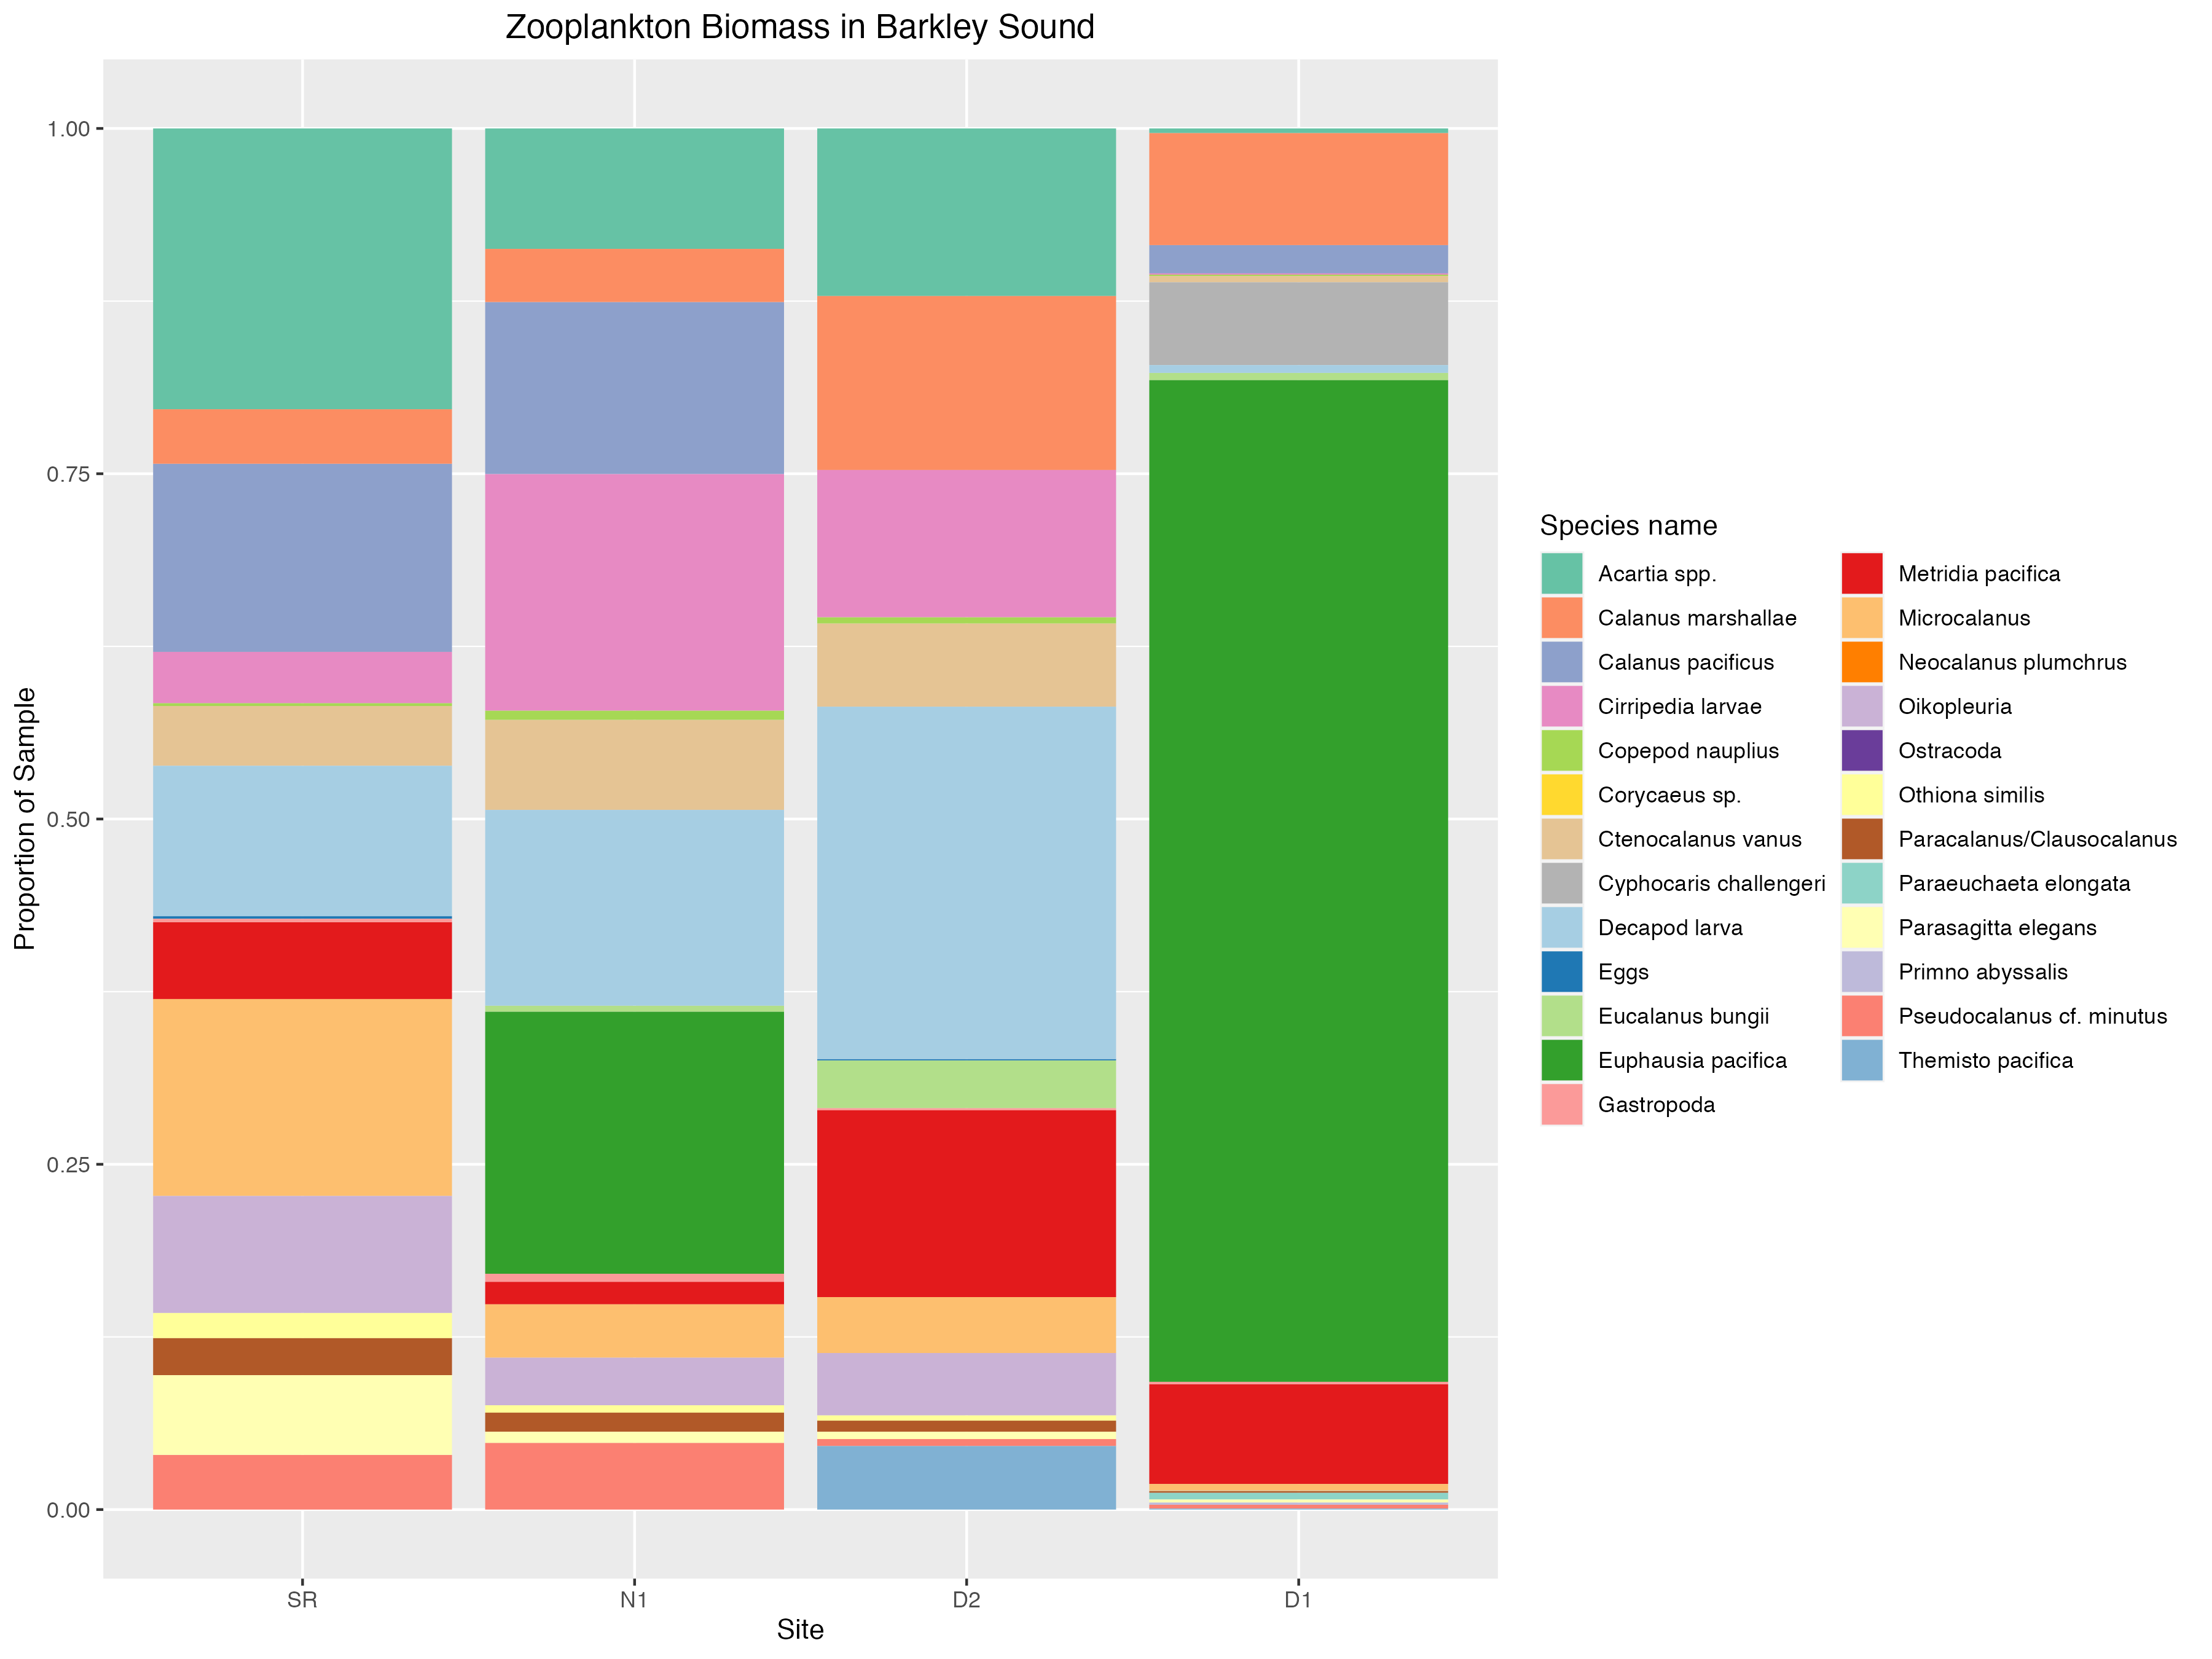 Zooplankton Biomass in Barkley Sound
Proportion of Sample
1.00
0.75
0.50
0.25
0.00
SR
N1
D2
D1
Site
Species name
Acartia spp.
Calanus marshallae
Calanus pacificus
Cirripedia larvae
Copepod nauplius
Corycaeus sp.
Ctenocalanus vanus
Cyphocaris challengeri
Decapod larva
Eggs
Eucalanus bungii
Euphausia pacifica
Gastropoda
Metridia pacifica
Microcalanus
Neocalanus plumchrus
Oikopleuria
Ostracoda
Othiona similis
Paracalanus/Clausocalanus
Paraeuchaeta elongata
Parasagitta elegans
Primno abyssalis
Pseudocalanus cf. minutus
Themisto pacifica